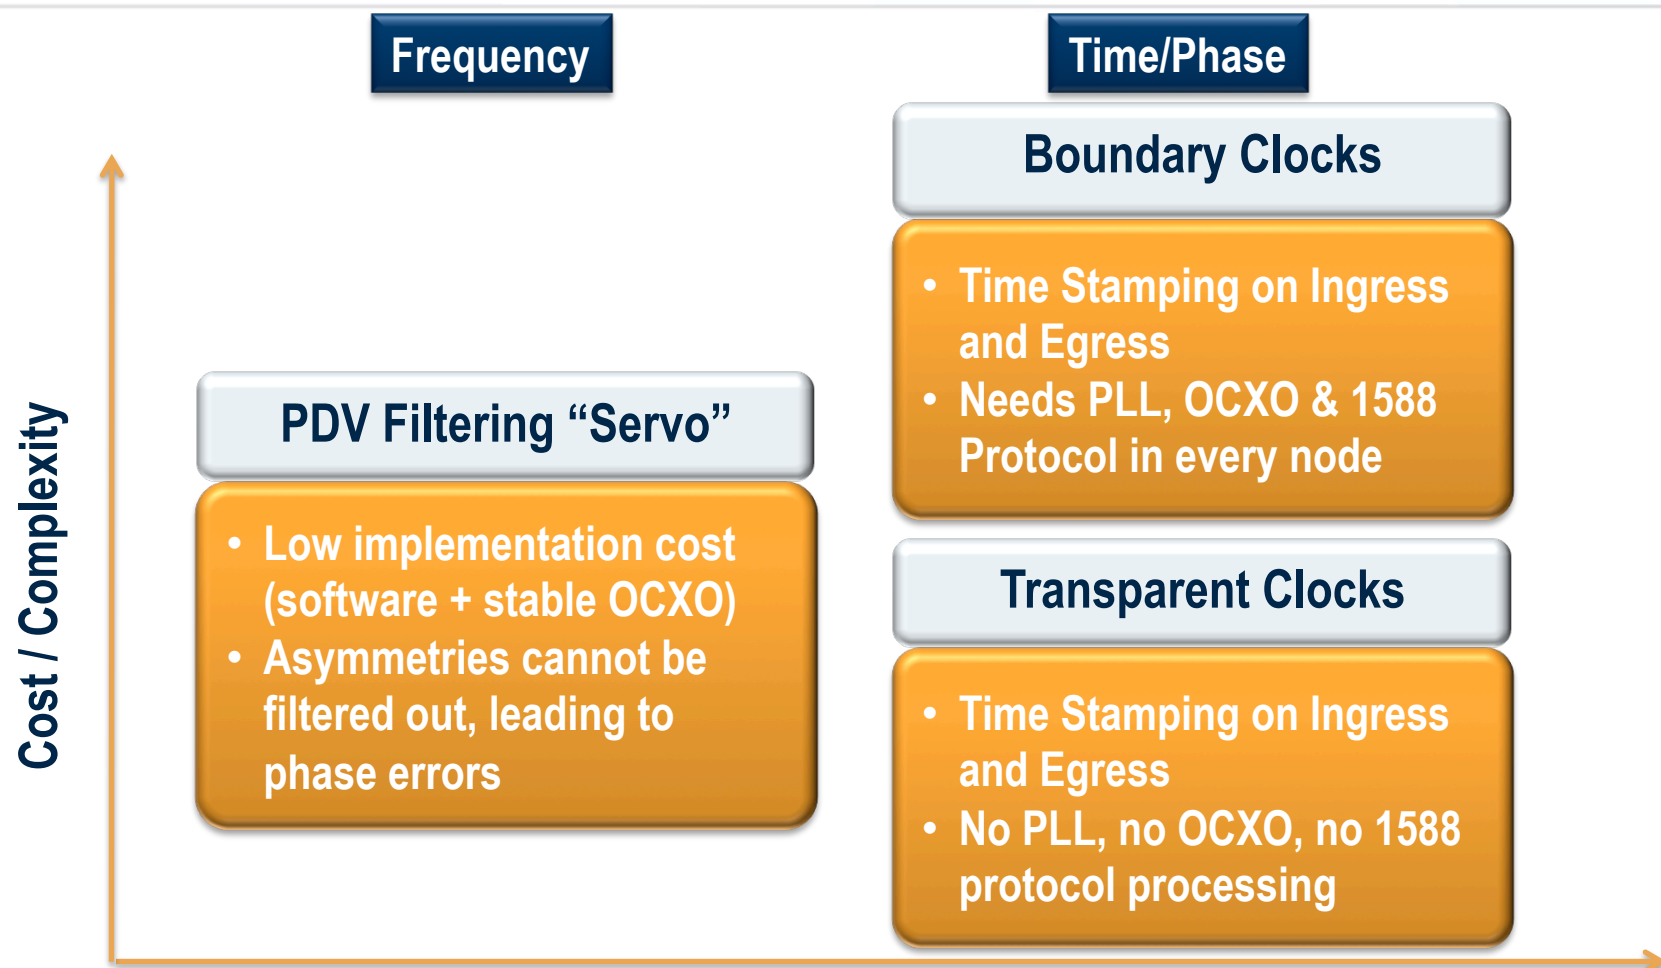 Frequency
Time/Phase
Cost / Complexity
PDV Filtering “Servo”
• Low implementation cost
(software + stable OCXO)
• Asymmetries cannot be
filtered out, leading to
phase errors
Boundary Clocks
• Time Stamping on Ingress
and Egress
• Needs PLL, OCXO & 1588
Protocol in every node
Transparent Clocks
• Time Stamping on Ingress
and Egress
• No PLL, no OCXO, no 1588
protocol processing